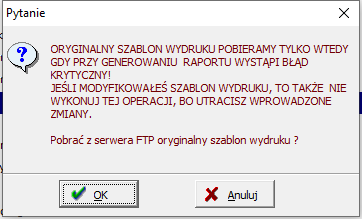 Pytanie
ORYGINALNY SZABLON WYDRUKU POBIERAMY TYLKO WTEDY
GDY PRZY GENEROWANIU RAPORTU WYSTĄPI BŁĄD
KRYTYCZNY!
JEŚLI MODYFIKOWAŁEŚ SZABLON WYDRUKU, TO TAKŻE NIE
WYKONUJ TEJ OPERACJI, BO UTRACISZ WPROWADZONE
ZMIANY.
Pobrać z serwera FTP oryginalny szablon wydruku ?
OK
Anuluj